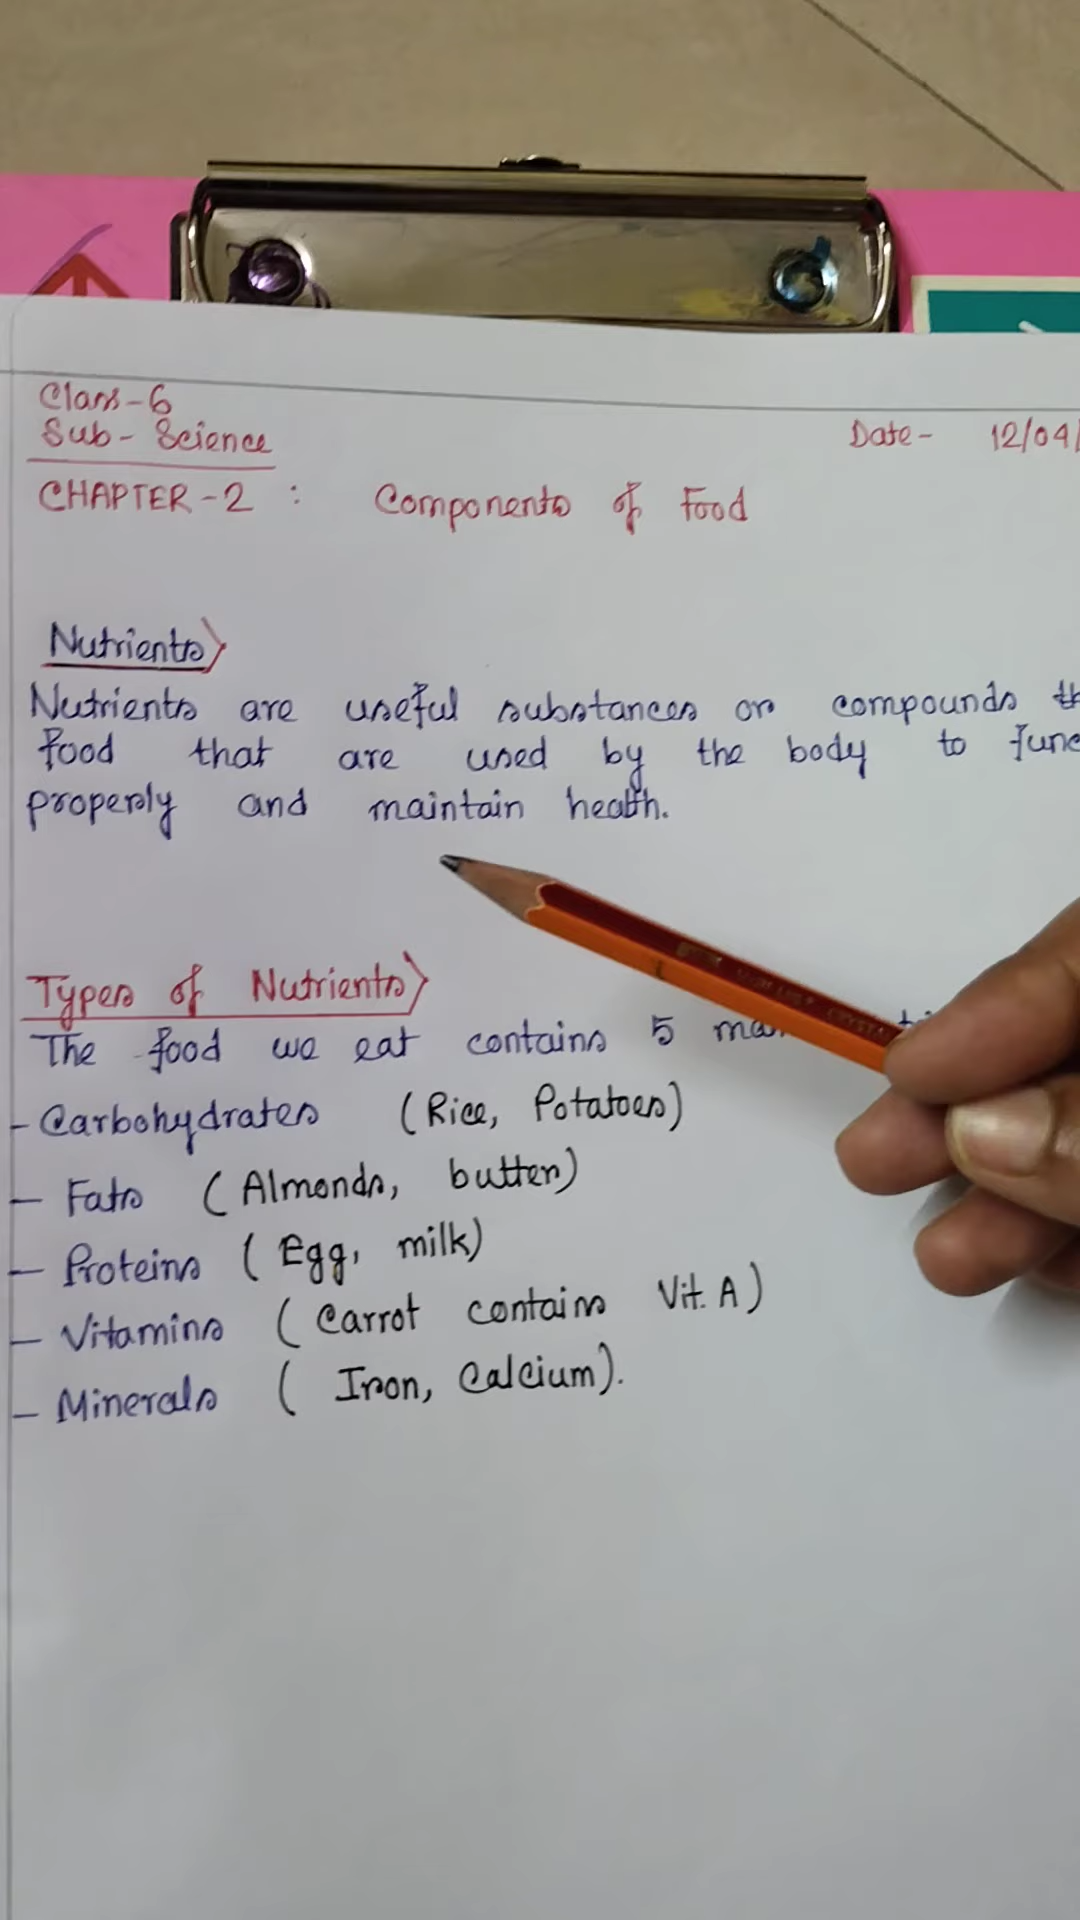 Class-6
Sub- Science
Date- 12/04/
CHAPTER-2 : Components of Food
Nutrients
Nutrients are useful substances or compounds
food that are used by the body to
properly and maintain health.
Types of Nutrients
The food we eat contains 5
- Carbohydrates (Rice, Potatoes)
- Fats (Almonds, butter)
- Proteins (Egg, milk)
- Vitamins (Carrot contains Vit. A)
- Minerals (Iron, Calcium).